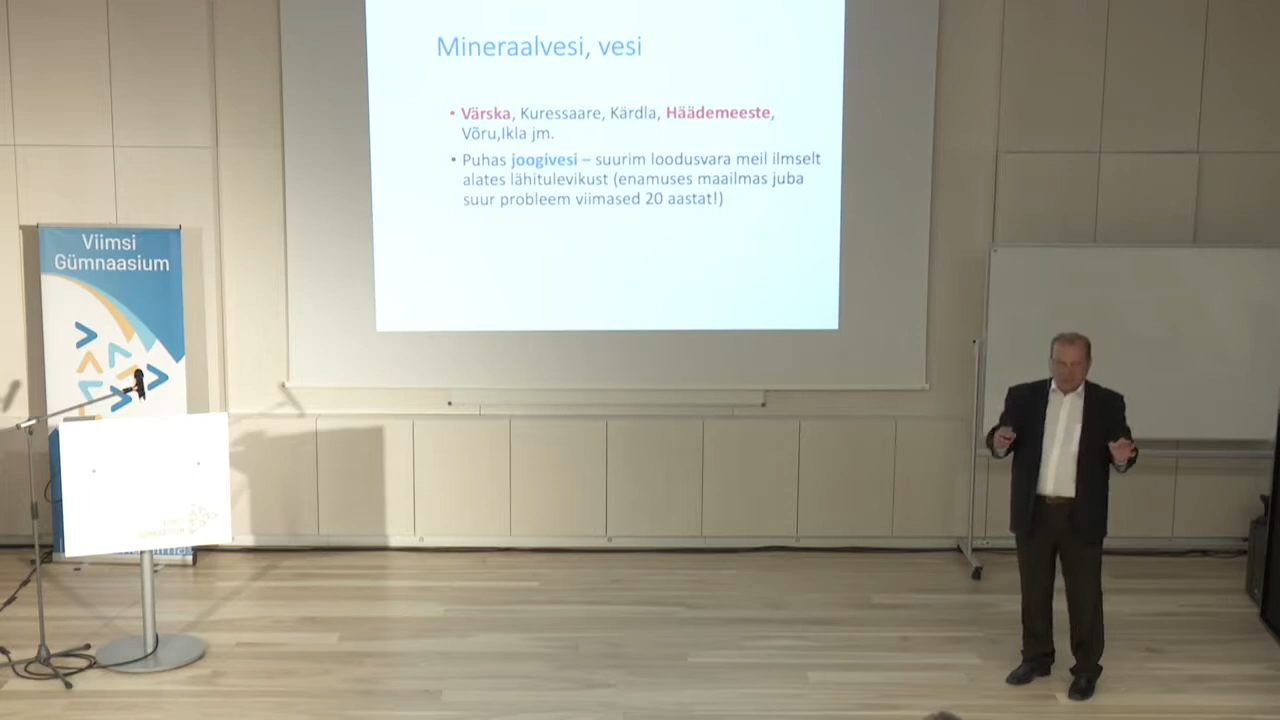 Mineraalvesi, vesi
• Värska, Kuressaare, Kärdla, Häädemeeste,
Võru,Ikla jm.
• Puhas joogivesi – suurim loodusvara meil ilmselt
alates lähitulevikust (enamuses maailmas juba
suur probleem viimased 20 aastat!)
Viimsi
Gümnaasium